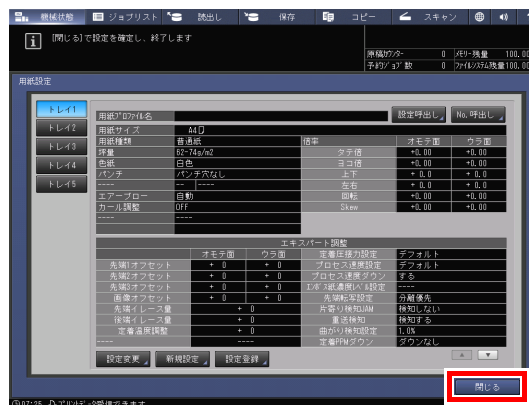 機械状態 ジョブリスト 読出し 保存 コピー スキャン
[閉じる]で設定を確定し、終了します
原稿カウンター 0 メモリー残量 100.0
予約ジョブ数 0 ファイルシステム残量 100.0
用紙設定
トレイ1
トレイ2
トレイ3
トレイ4
トレイ5
用紙プロファイル名 設定呼出し No.呼出し
用紙サイズ A4
用紙種類 普通紙 倍率 オモテ面 ウラ面
坪量 62-74g/m2 タテ倍 +0.00 +0.00
色紙 白色 ヨコ倍 +0.00 +0.00
パンチ パンチ穴なし 上下 + 0.0 + 0.0
---- -- ---- 左右 + 0.0 + 0.0
エアーブロー 自動 回転 +0.00 +0.00
カール調整 OFF Skew +0.00 +0.00
---- ----
エキスパート調整
オモテ面 ウラ面 定着圧接力設定 デフォルト
先端1オフセット + 0 + 0 プロセス速度設定 デフォルト
先端2オフセット + 0 + 0 プロセス速度ダウン する
先端3オフセット + 0 + 0 エンボス紙濃度レベル設定 ----
画像オフセット + 0 + 0 先端転写設定 分離優先
先端イレース量 + 0 片寄り検知JAM 検知しない
後端イレース量 + 0 重送検知 検知する
定着温度調整 + 0 曲がり検知設定 1.0%
---- ---- 定着PPMダウン ダウンなし
設定変更 新規設定 設定登録
閉じる